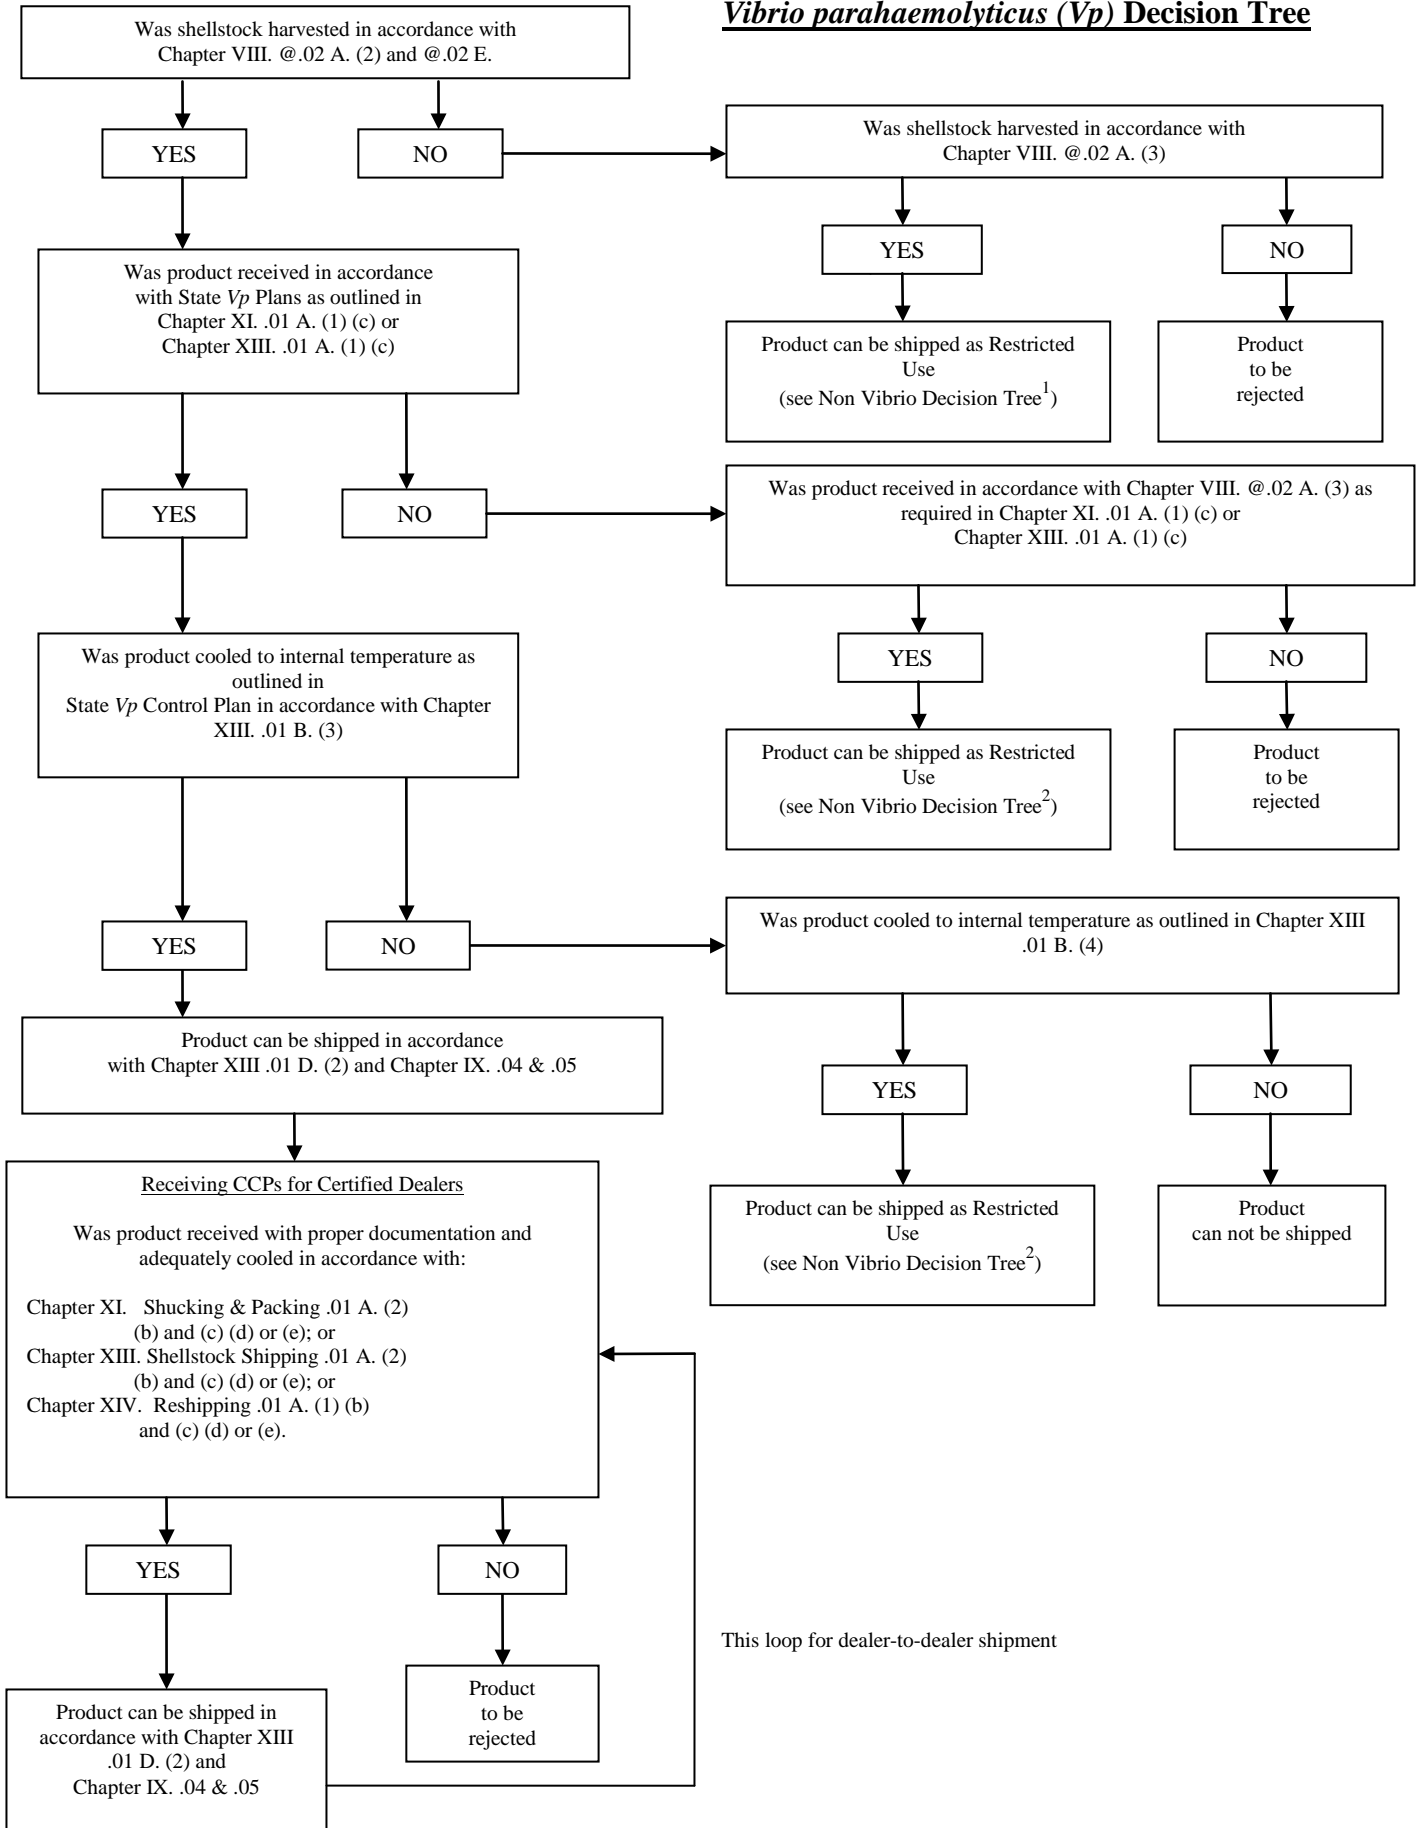 Vibrio parahaemolyticus (Vp) Decision Tree
Was shellstock harvested in accordance with
Chapter VIII. @.02 A. (2) and @.02 E.
YES
NO
Was shellstock harvested in accordance with
Chapter VIII. @.02 A. (3)
YES
NO
Product can be shipped as Restricted
Use
(see Non Vibrio Decision Tree1)
Product
to be
rejected
Was product received in accordance
with State Vp Plans as outlined in
Chapter XI. .01 A. (1) (c) or
Chapter XIII. .01 A. (1) (c)
YES
NO
Was product received in accordance with Chapter VIII. @.02 A. (3) as
required in Chapter XI. .01 A. (1) (c) or
Chapter XIII. .01 A. (1) (c)
YES
NO
Product can be shipped as Restricted
Use
(see Non Vibrio Decision Tree2)
Product
to be
rejected
Was product cooled to internal temperature as
outlined in
State Vp Control Plan in accordance with Chapter
XIII. .01 B. (3)
YES
NO
Was product cooled to internal temperature as outlined in Chapter XIII
.01 B. (4)
YES
NO
Product can be shipped as Restricted
Use
(see Non Vibrio Decision Tree2)
Product
can not be shipped
Product can be shipped in accordance
with Chapter XIII .01 D. (2) and Chapter IX. .04 & .05
Receiving CCPs for Certified Dealers
Was product received with proper documentation and
adequately cooled in accordance with:
Chapter XI. Shucking & Packing .01 A. (2)
(b) and (c) (d) or (e); or
Chapter XIII. Shellstock Shipping .01 A. (2)
(b) and (c) (d) or (e); or
Chapter XIV. Reshipping .01 A. (1) (b)
and (c) (d) or (e).
YES
NO
This loop for dealer-to-dealer shipment
Product
to be
rejected
Product can be shipped in
accordance with Chapter XIII
.01 D. (2) and
Chapter IX. .04 & .05